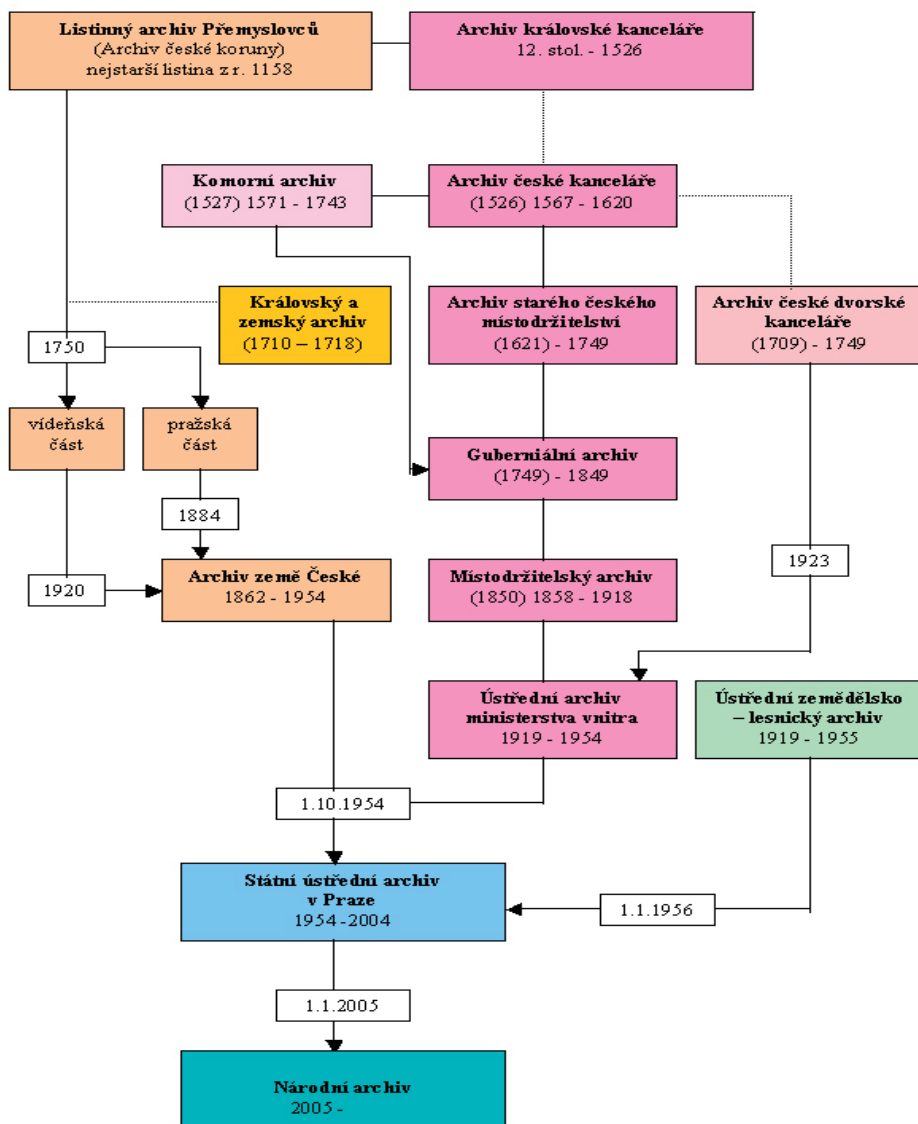 Listinný archiv Přemyslovců
(Archiv české koruny)
nejstarší listina z r. 1158
Archiv královské kanceláře
12. stol. - 1526
Komorní archiv
(1527) 1571 - 1743
Archiv české kanceláře
(1526) 1567 - 1620
Královský a
zemský archiv
(1710 – 1718)
Archiv starého českého
místodržitelství
(1621) - 1749
Archiv české dvorské
kanceláře
(1709) - 1749
1750
vídeňská
část
pražská
část
Guberniální archiv
(1749) - 1849
1884
1920
Archiv země České
1862 - 1954
Místodržitelský archiv
(1850) 1858 - 1918
1923
Ústřední archiv
ministerstva vnitra
1919 - 1954
Ústřední zemědělsko
– lesnický archiv
1919 - 1955
1.10.1954
Státní ústřední archiv
v Praze
1954 -2004
1.1.1956
1.1.2005
Národní archiv
2005 -